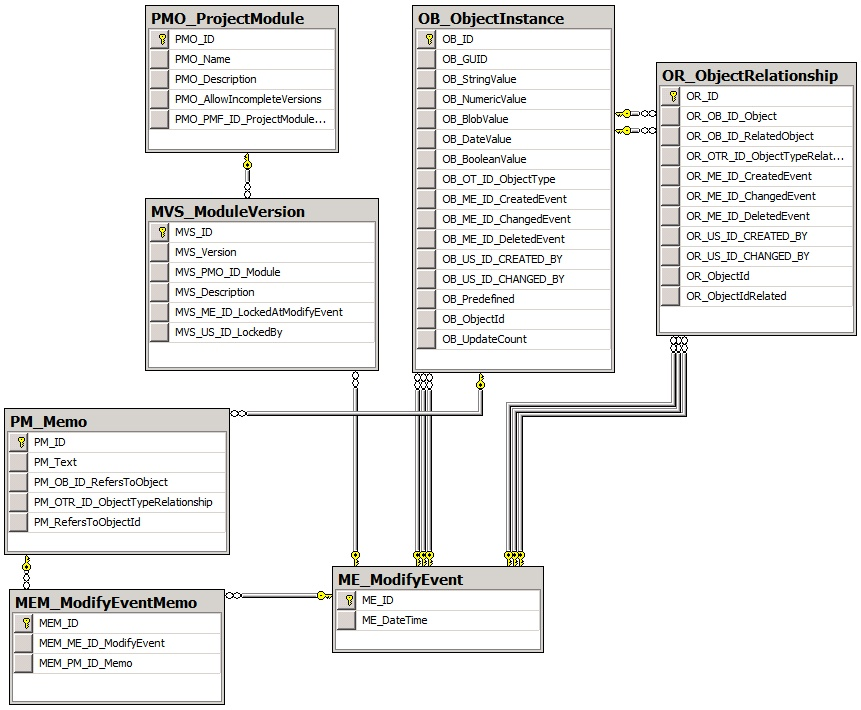 PMO_ProjectModule
PMO_ID
PMO_Name
PMO_Description
PMO_AllowIncompleteVersions
PMO_PMF_ID_ProjectModule...
OB_ObjectInstance
OB_ID
OB_GUID
OB_StringValue
OB_NumericValue
OB_BlobValue
OB_DateValue
OB_BooleanValue
OB_OT_ID_ObjectType
OB_ME_ID_CreatedEvent
OB_ME_ID_ChangedEvent
OB_ME_ID_DeletedEvent
OB_US_ID_CREATED_BY
OB_US_ID_CHANGED_BY
OB_Predefined
OB_ObjectId
OB_UpdateCount
OR_ObjectRelationship
OR_ID
OR_OB_ID_Object
OR_OB_ID_RelatedObject
OR_OTR_ID_ObjectTypeRelat...
OR_ME_ID_CreatedEvent
OR_ME_ID_ChangedEvent
OR_ME_ID_DeletedEvent
OR_US_ID_CREATED_BY
OR_US_ID_CHANGED_BY
OR_ObjectId
OR_ObjectIdRelated
MVS_ModuleVersion
MVS_ID
MVS_Version
MVS_PMO_ID_Module
MVS_Description
MVS_ME_ID_LockedAtModifyEvent
MVS_US_ID_LockedBy
PM_Memo
PM_ID
PM_Text
PM_OB_ID_RefersToObject
PM_OTR_ID_ObjectTypeRelationship
PM_RefersToObjectId
MEM_ModifyEventMemo
MEM_ID
MEM_ME_ID_ModifyEvent
MEM_PM_ID_Memo
ME_ModifyEvent
ME_ID
ME_DateTime